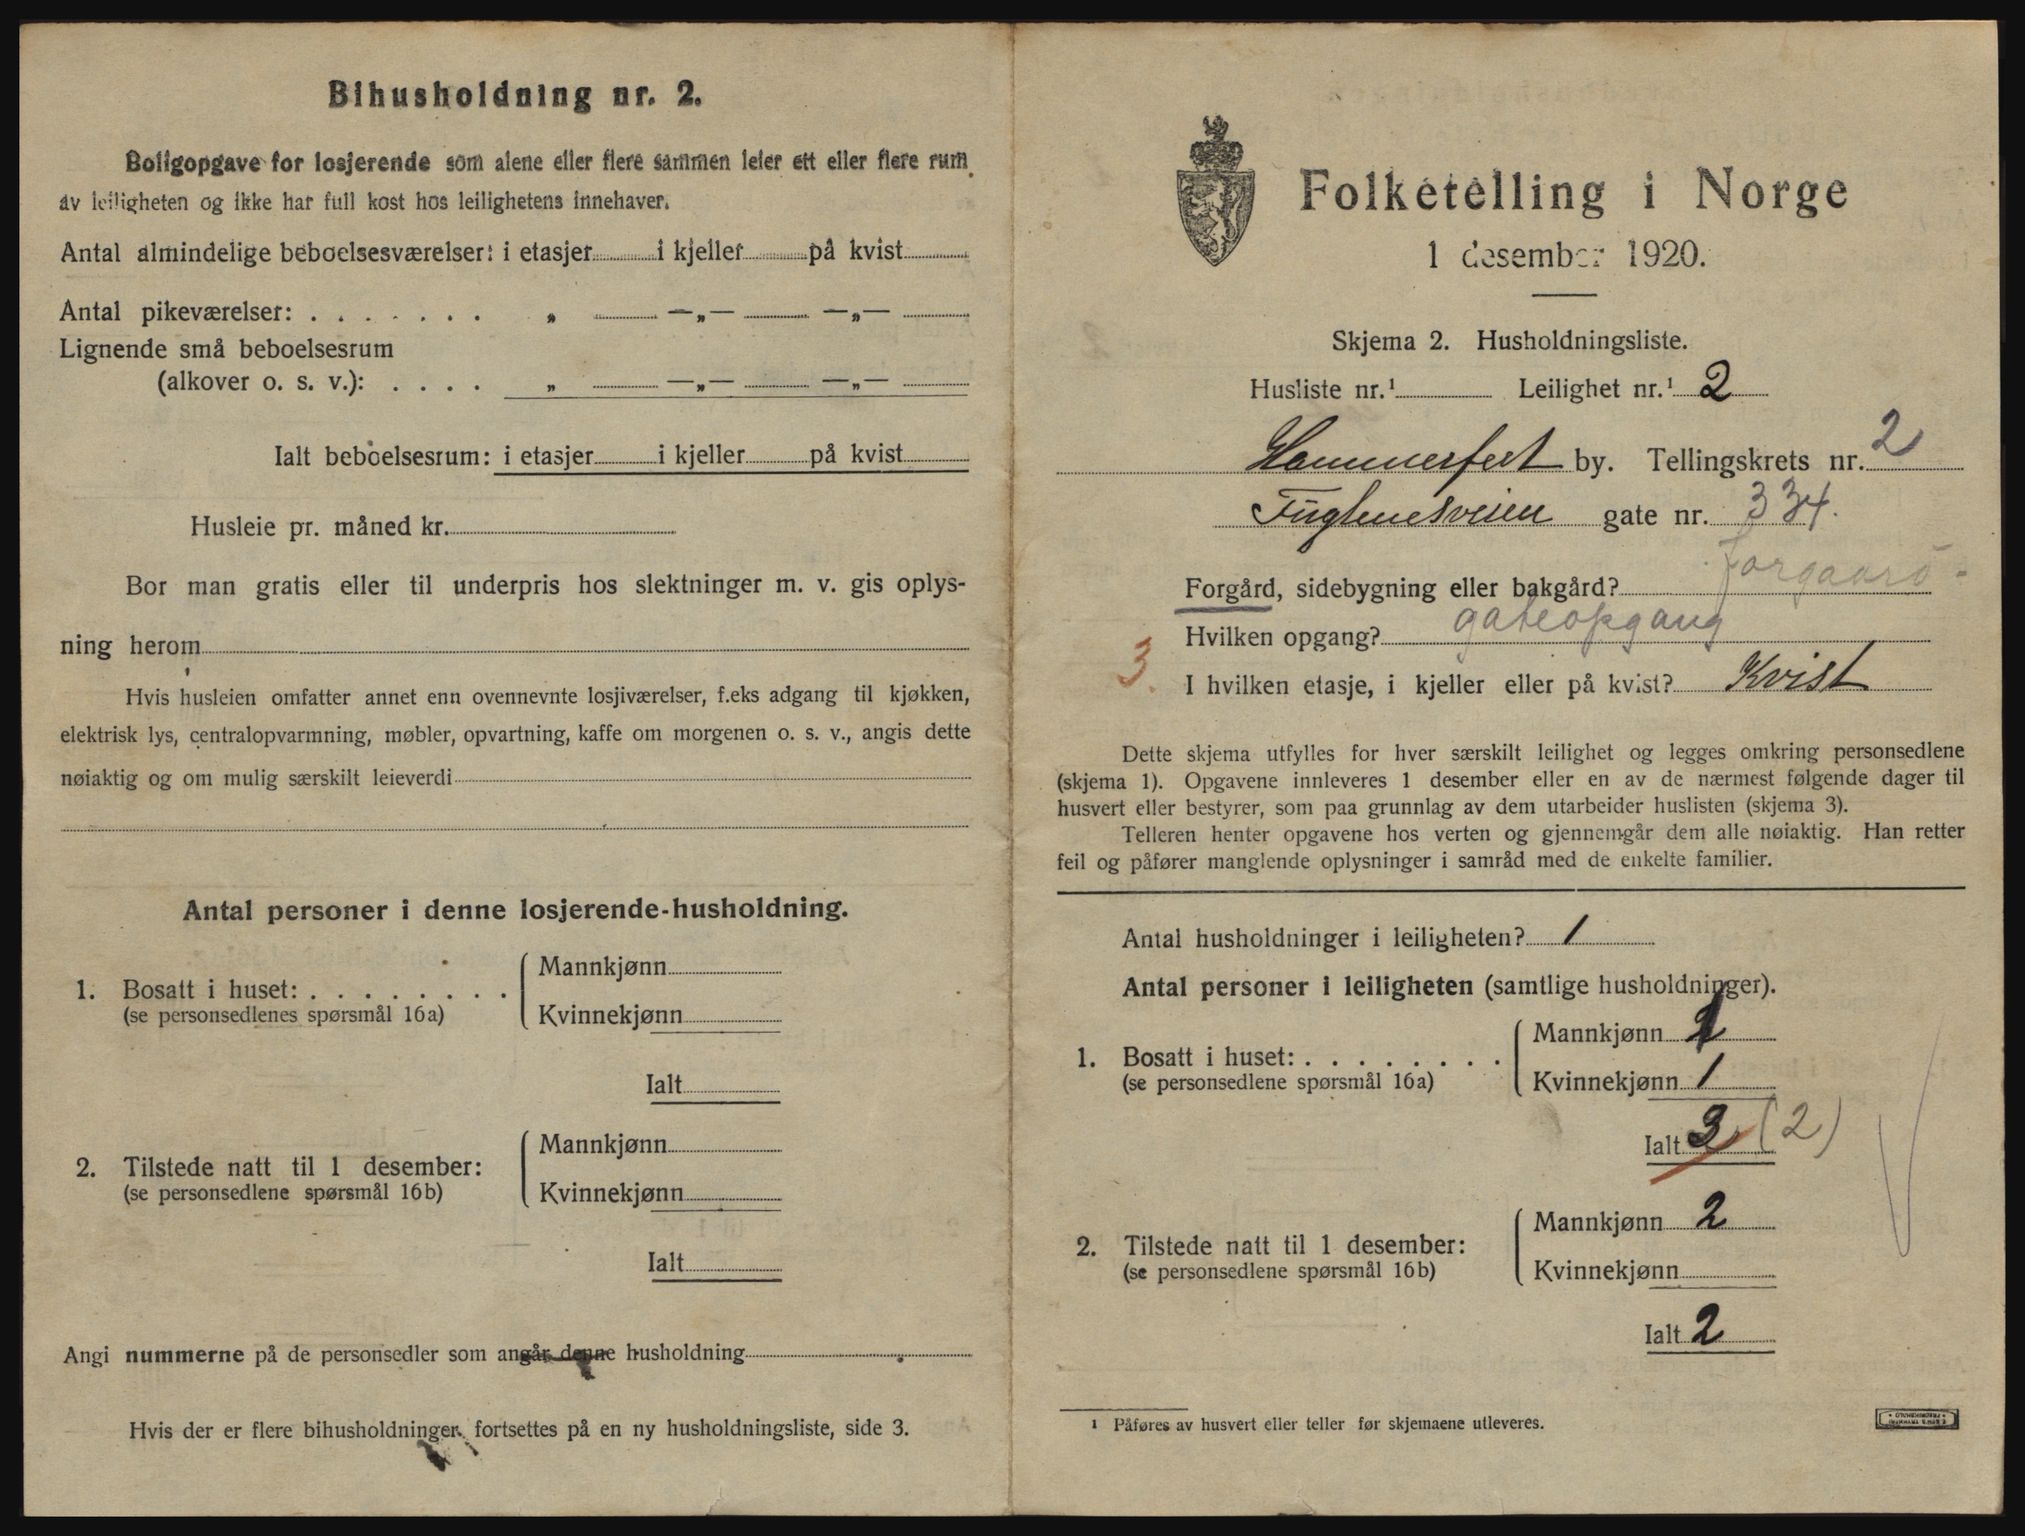 Bihusholdning nr. 2.
Boligopgave for losjerende som alene eller flere sammen leier ett eller flere rum
av leiligheten og ikke har full kost hos leilighetens innehaver.
Antal almindelige beboelsesværelser: i etasjer i kjeller på kvist
Antal pikeværelser: . . . . . . . „ —„— —„—
Lignende små beboelsesrum
(alkover o. s. v.): . . . . „ —„— —„—
Ialt beboelsesrum: i etasjer i kjeller på kvist
Husleie pr. måned kr.
Bor man gratis eller til underpris hos slektninger m. v. gis oplys-
ning herom
Hvis husleien omfatter annet enn ovennevnte losjiværelser, f.eks adgang til kjøkken,
elektrisk lys, centralopvarmning, møbler, opvartning, kaffe om morgenen o. s. v., angis dette
nøiaktig og om mulig særskilt leieverdi
Antal personer i denne losjerende-husholdning.
1. Bosatt i huset: . . . . . . . .
(se personsedlenes spørsmål 16a)
Mannkjønn
Kvinnekjønn
Ialt
2. Tilstede natt til 1 desember:
(se personsedlene spørsmål 16b)
Mannkjønn
Kvinnekjønn
Ialt
Angi nummerne på de personsedler som angår denne husholdning
Hvis der er flere bihusholdninger fortsettes på en ny husholdningsliste, side 3.
Folketelling i Norge
1 desember 1920.
Skjema 2. Husholdningsliste.
Husliste nr.¹ Leilighet nr.¹ 2
Hammerfest by. Tellingskrets nr. 2
Fuglenesveien gate nr. 334.
Forgård, sidebygning eller bakgård? forgaard-
Hvilken opgang? gateopgang
3. I hvilken etasje, i kjeller eller på kvist? Kvist
Dette skjema utfylles for hver særskilt leilighet og legges omkring personsedlene
(skjema 1). Opgavene innleveres 1 desember eller en av de nærmest følgende dager til
husvert eller bestyrer, som paa grunnlag av dem utarbeider huslisten (skjema 3).
Telleren henter opgavene hos verten og gjennemgår dem alle nøiaktig. Han retter
feil og påfører manglende oplysninger i samråd med de enkelte familier.
Antal husholdninger i leiligheten? 1
Antal personer i leiligheten (samtlige husholdninger).
1. Bosatt i huset: . . . . . . . .
(se personsedlene spørsmål 16a)
Mannkjønn 1
Kvinnekjønn 1
Ialt 3 (2)
2. Tilstede natt til 1 desember:
(se personsedlene spørsmål 16b)
Mannkjønn 2
Kvinnekjønn
Ialt 2
¹ Påføres av husvert eller teller før skjemaene utleveres.